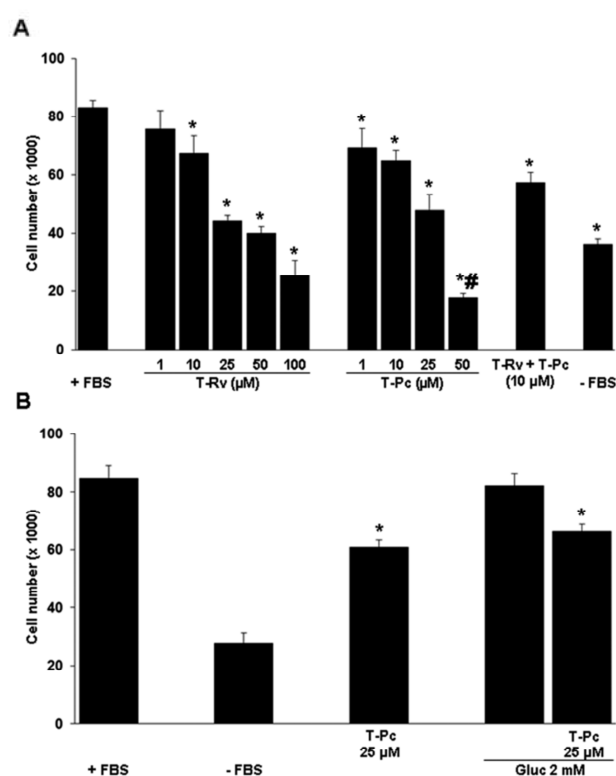 A
100
80
60
40
20
0
Cell number (x 1000)
* * * *
* * * *#
*
*
+ FBS
1 10 25 50 100
T-Rv (µM)
1 10 25 50
T-Pc (µM)
T-Rv + T-Pc
(10 µM)
- FBS
B
100
80
60
40
20
0
Cell number (x 1000)
*
*
+ FBS
- FBS
T-Pc
25 µM
T-Pc
25 µM
Gluc 2 mM